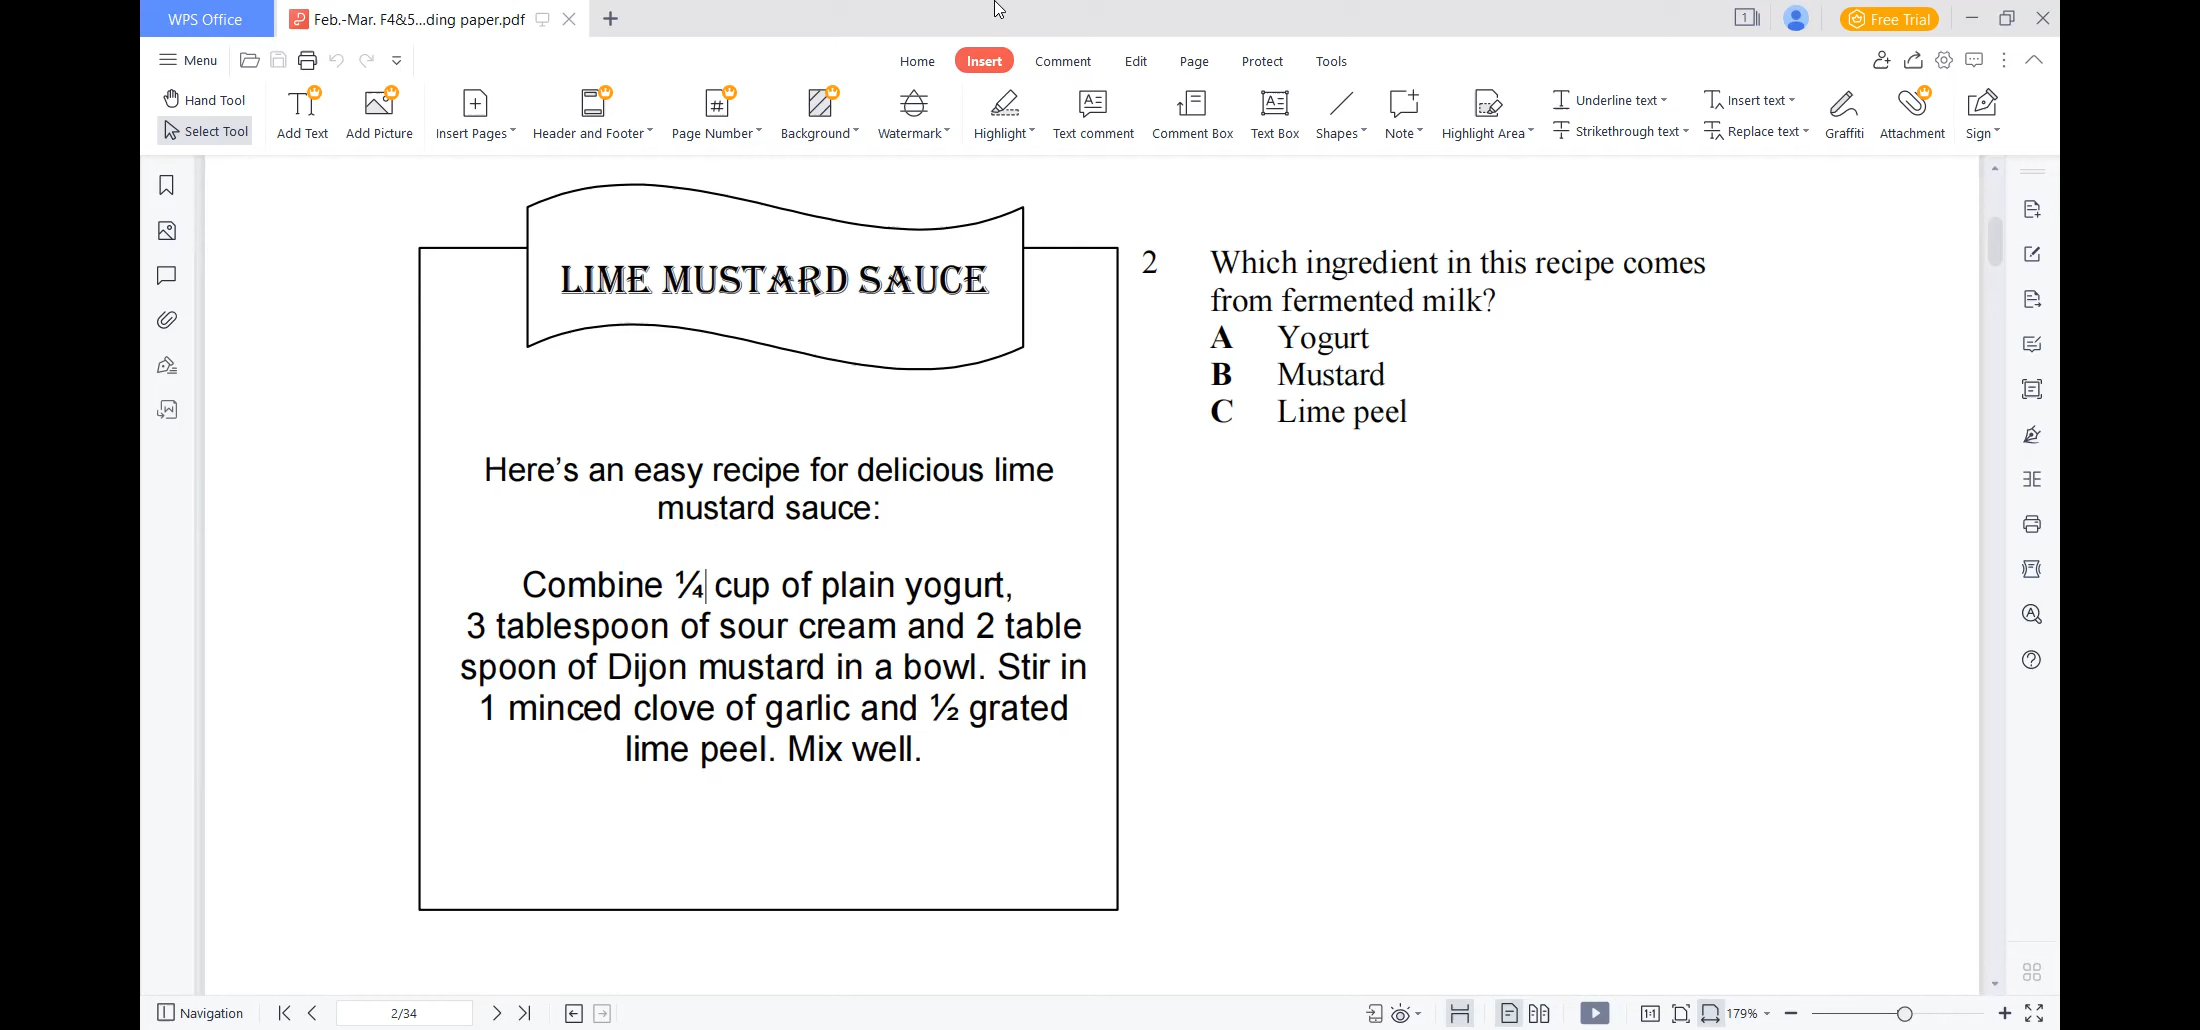 WPS Office
Feb.-Mar. F4&5...ding paper.pdf
1
Free Trial
Menu
Home
Insert
Comment
Edit
Page
Protect
Tools
Hand Tool
Select Tool
Add Text
Add Picture
Insert Pages
Header and Footer
Page Number
Background
Watermark
Highlight
Text comment
Comment Box
Text Box
Shapes
Note
Highlight Area
Underline text
Strikethrough text
Insert text
Replace text
Graffiti
Attachment
Sign
LIME MUSTARD SAUCE
Here's an easy recipe for delicious lime
mustard sauce:
Combine ¼ cup of plain yogurt,
3 tablespoon of sour cream and 2 table
spoon of Dijon mustard in a bowl. Stir in
1 minced clove of garlic and ½ grated
lime peel. Mix well.
2 Which ingredient in this recipe comes
from fermented milk?
A Yogurt
B Mustard
C Lime peel
Navigation
2/34
1:1
179%